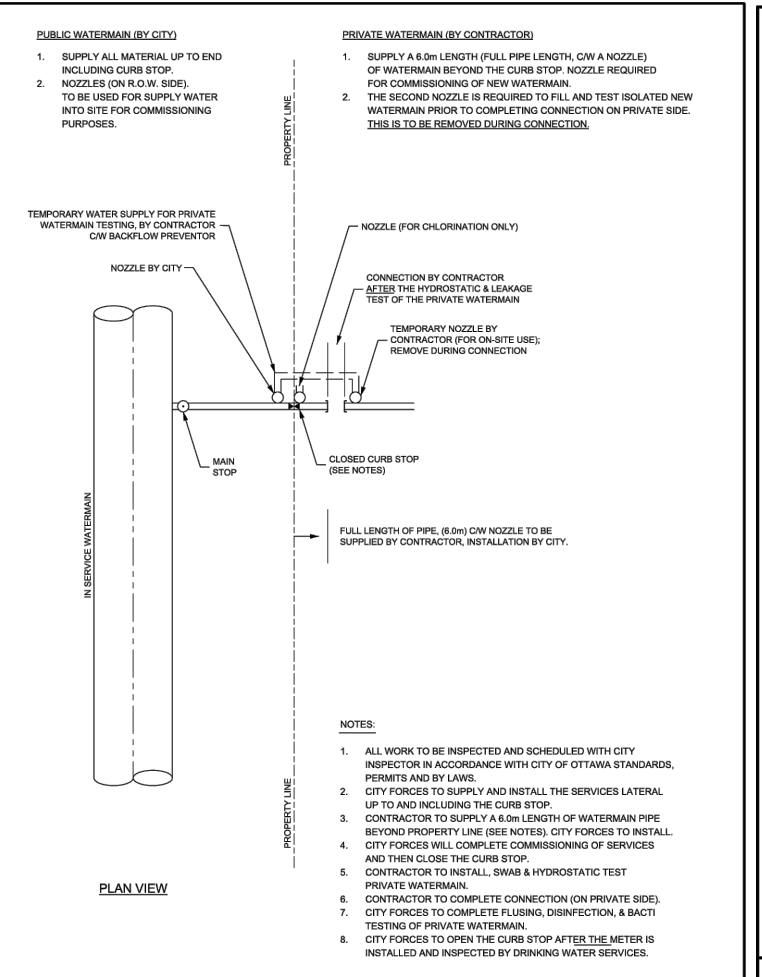 PUBLIC WATERMAIN (BY CITY)
1. SUPPLY ALL MATERIAL UP TO END
INCLUDING CURB STOP.
2. NOZZLES (ON R.O.W. SIDE).
TO BE USED FOR SUPPLY WATER
INTO SITE FOR COMMISSIONING
PURPOSES.
PRIVATE WATERMAIN (BY CONTRACTOR)
1. SUPPLY A 6.0m LENGTH (FULL PIPE LENGTH, C/W A NOZZLE)
OF WATERMAIN BEYOND THE CURB STOP. NOZZLE REQUIRED
FOR COMMISSIONING OF NEW WATERMAIN.
2. THE SECOND NOZZLE IS REQUIRED TO FILL AND TEST ISOLATED NEW
WATERMAIN PRIOR TO COMPLETING CONNECTION ON PRIVATE SIDE.
THIS IS TO BE REMOVED DURING CONNECTION.
PROPERTY LINE
TEMPORARY WATER SUPPLY FOR PRIVATE
WATERMAIN TESTING, BY CONTRACTOR
C/W BACKFLOW PREVENTOR
NOZZLE BY CITY
NOZZLE (FOR CHLORINATION ONLY)
CONNECTION BY CONTRACTOR
AFTER THE HYDROSTATIC & LEAKAGE
TEST OF THE PRIVATE WATERMAIN
TEMPORARY NOZZLE BY
CONTRACTOR (FOR ON-SITE USE);
REMOVE DURING CONNECTION
MAIN
STOP
CLOSED CURB STOP
(SEE NOTES)
IN SERVICE WATERMAIN
FULL LENGTH OF PIPE, (6.0m) C/W NOZZLE TO BE
SUPPLIED BY CONTRACTOR, INSTALLATION BY CITY.
PROPERTY LINE
PLAN VIEW
NOTES:
1. ALL WORK TO BE INSPECTED AND SCHEDULED WITH CITY
INSPECTOR IN ACCORDANCE WITH CITY OF OTTAWA STANDARDS,
PERMITS AND BY LAWS.
2. CITY FORCES TO SUPPLY AND INSTALL THE SERVICES LATERAL
UP TO AND INCLUDING THE CURB STOP.
3. CONTRACTOR TO SUPPLY A 6.0m LENGTH OF WATERMAIN PIPE
BEYOND PROPERTY LINE (SEE NOTES). CITY FORCES TO INSTALL.
4. CITY FORCES WILL COMPLETE COMMISSIONING OF SERVICES
AND THEN CLOSE THE CURB STOP.
5. CONTRACTOR TO INSTALL, SWAB & HYDROSTATIC TEST
PRIVATE WATERMAIN.
6. CONTRACTOR TO COMPLETE CONNECTION (ON PRIVATE SIDE).
7. CITY FORCES TO COMPLETE FLUSING, DISINFECTION, & BACTI
TESTING OF PRIVATE WATERMAIN.
8. CITY FORCES TO OPEN THE CURB STOP AFTER THE METER IS
INSTALLED AND INSPECTED BY DRINKING WATER SERVICES.